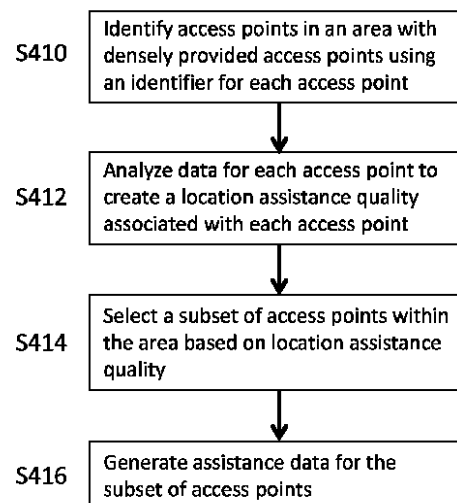 S410
Identify access points in an area with
densely provided access points using
an identifier for each access point
S412
Analyze data for each access point to
create a location assistance quality
associated with each access point
S414
Select a subset of access points within
the area based on location assistance
quality
S416
Generate assistance data for the
subset of access points